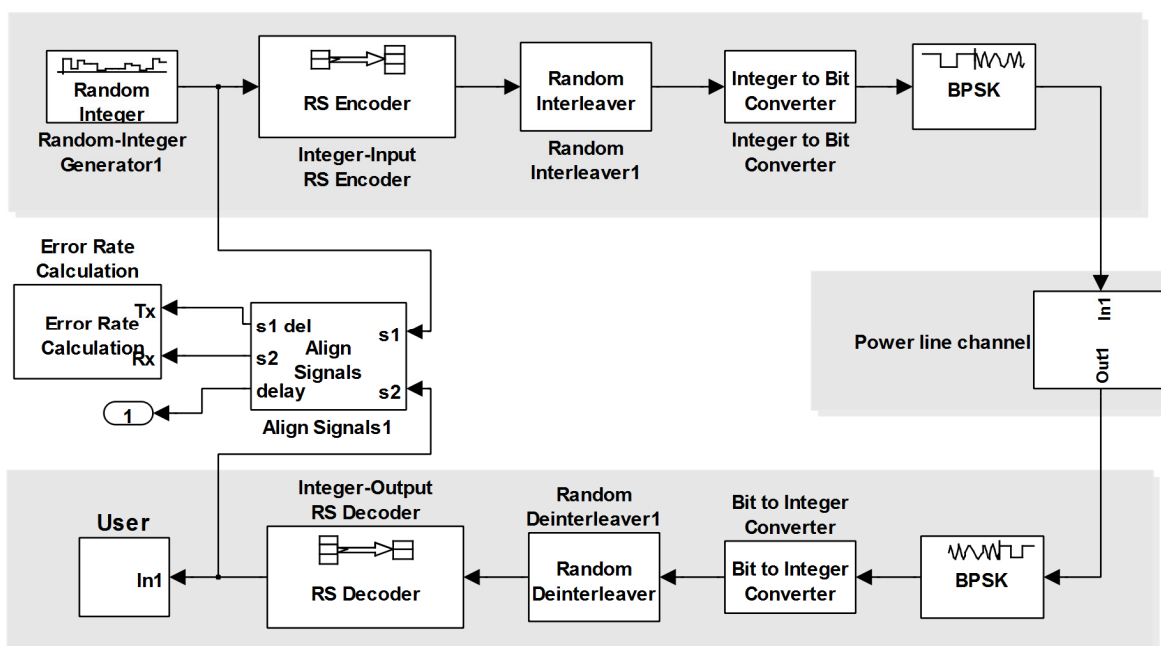 Random
Integer
Random-Integer
Generator1
RS Encoder
Integer-Input
RS Encoder
Random
Interleaver
Random
Interleaver1
Integer to Bit
Converter
Integer to Bit
Converter
BPSK
Error Rate
Calculation
Tx
Error Rate
Calculation
Rx
s1 del
s2
delay
Align
Signals
s1
s2
Align Signals1
1
Power line channel
In1
Out1
User
In1
Integer-Output
RS Decoder
RS Decoder
Random
Deinterleaver1
Random
Deinterleaver
Bit to Integer
Converter
Bit to Integer
Converter
BPSK